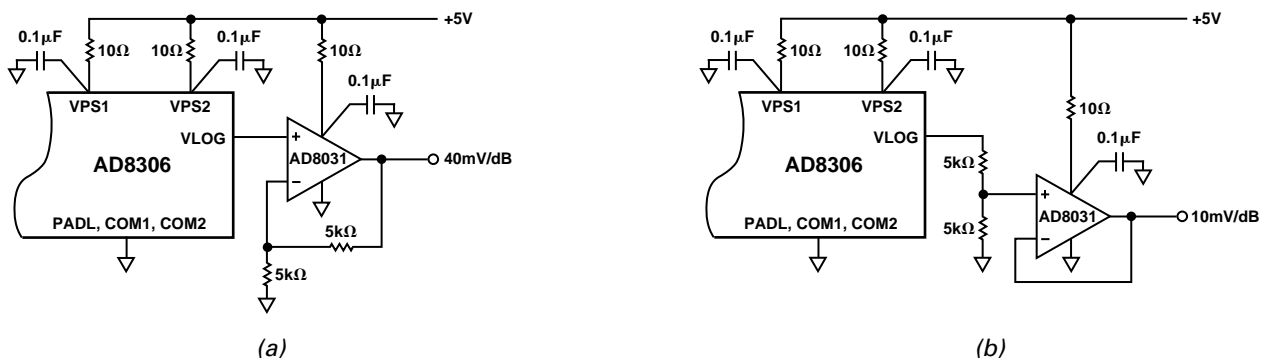 +5V
0.1µF
10Ω
10Ω
0.1µF
10Ω
0.1µF
VPS1
VPS2
VLOG
+
AD8306
AD8031
40mV/dB
–
PADL, COM1, COM2
5kΩ
5kΩ
(a)
+5V
0.1µF
10Ω
10Ω
0.1µF
VPS1
VPS2
10Ω
VLOG
0.1µF
5kΩ
AD8306
+
AD8031
10mV/dB
5kΩ
–
PADL, COM1, COM2
(b)